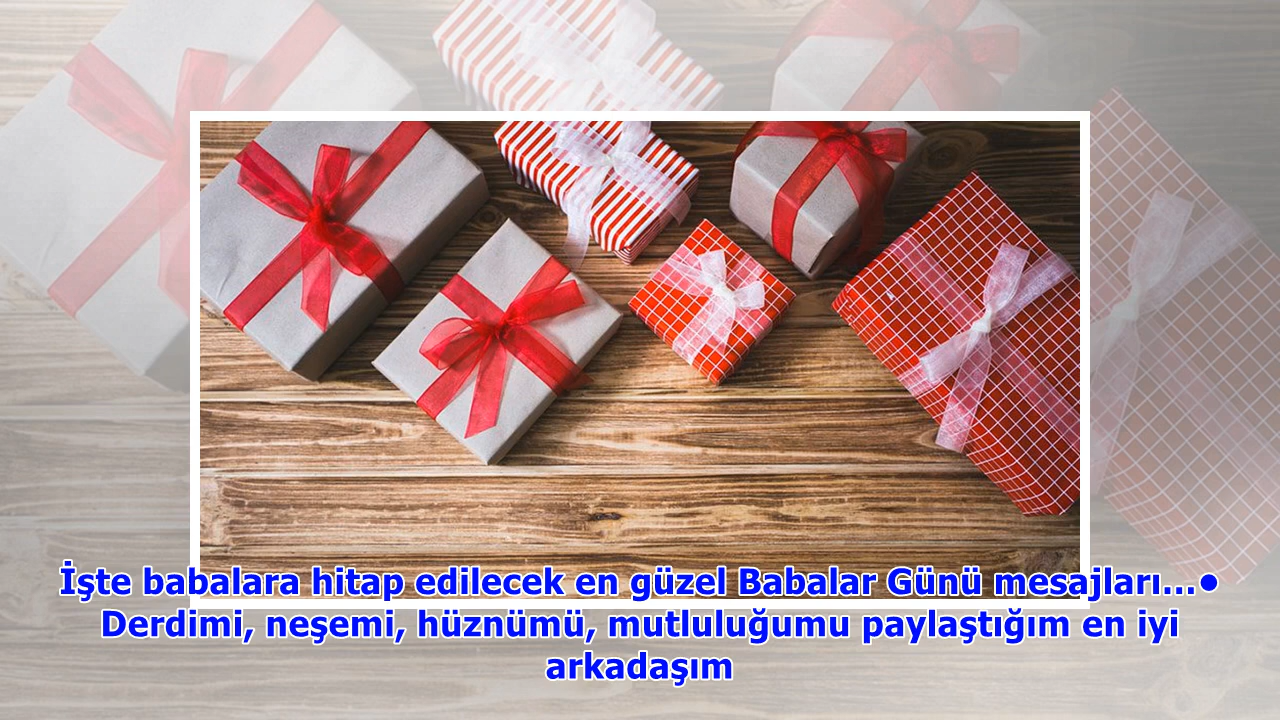 İşte babalara hitap edilecek en güzel Babalar Günü mesajları...●
Derdimi, neşemi, hüznümü, mutluluğumu paylaştığım en iyi
arkadaşım